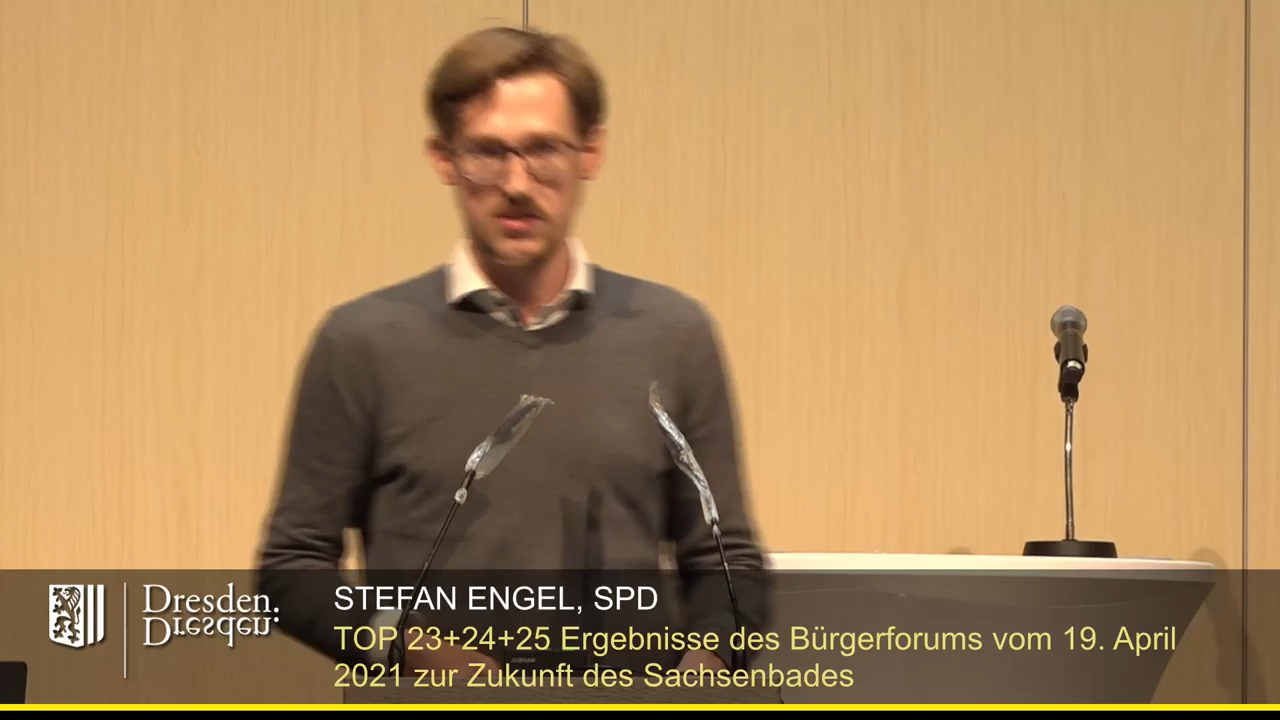 Dresden.
Dresden.
STEFAN ENGEL, SPD
TOP 23+24+25 Ergebnisse des Bürgerforums vom 19. April
2021 zur Zukunft des Sachsenbades